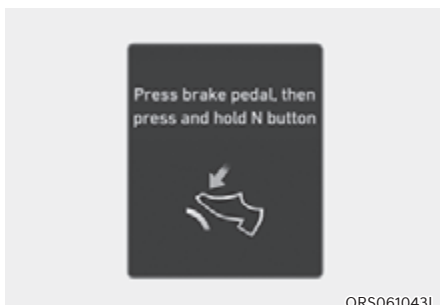 Press brake pedal, then
press and hold N button
ORS061043L